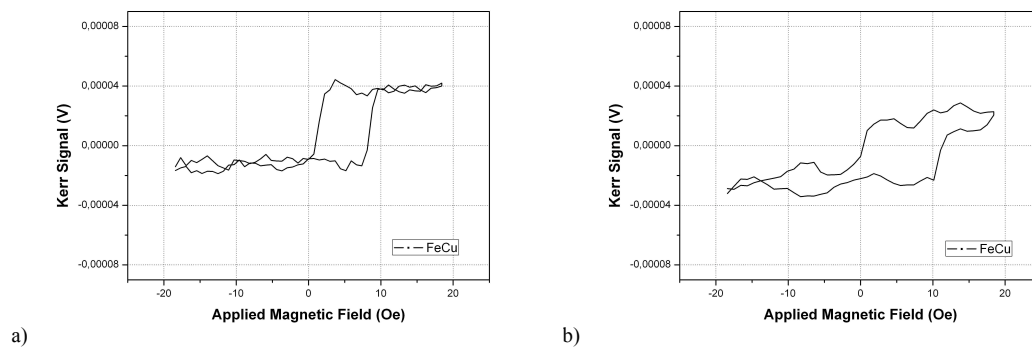 0,00008
0,00004
0,00000
-0,00004
-0,00008
Kerr Signal (V)
FeCu
-20
-10
0
10
20
Applied Magnetic Field (Oe)
a)
0,00008
0,00004
0,00000
-0,00004
-0,00008
Kerr Signal (V)
FeCu
-20
-10
0
10
20
Applied Magnetic Field (Oe)
b)